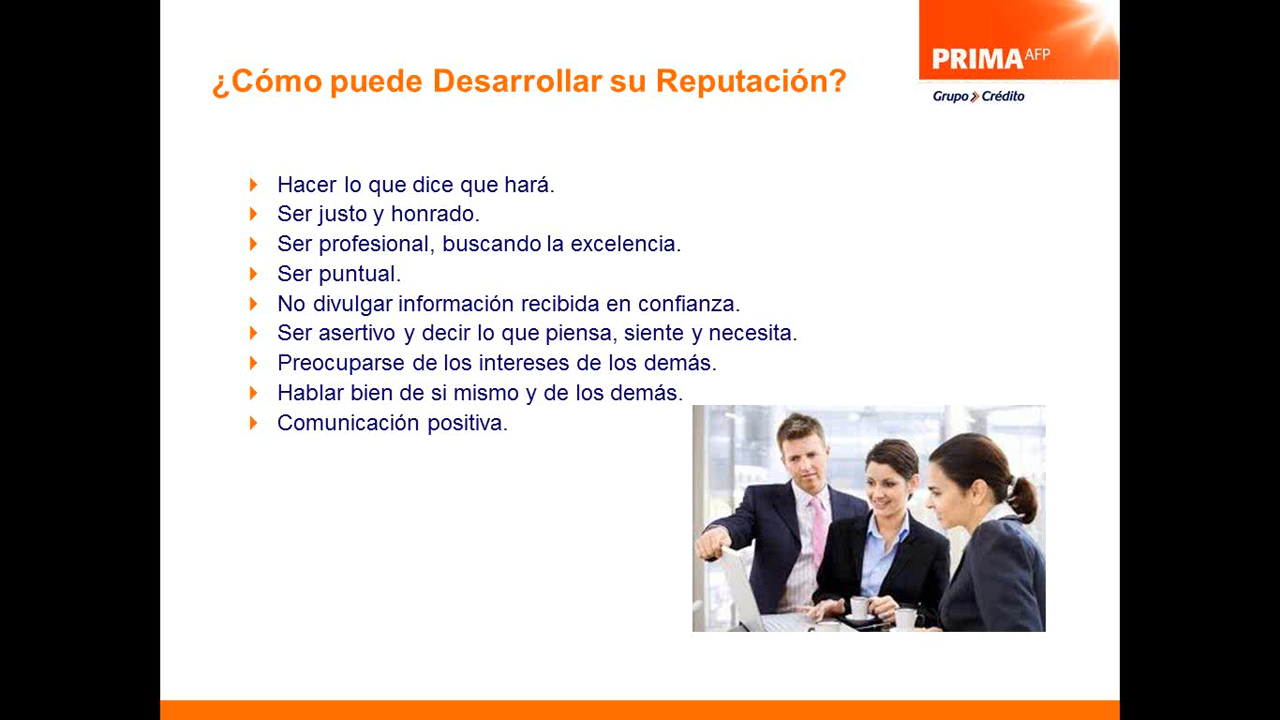 ¿Cómo puede Desarrollar su Reputación?
PRIMA AFP
Grupo Crédito
Hacer lo que dice que hará.
Ser justo y honrado.
Ser profesional, buscando la excelencia.
Ser puntual.
No divulgar información recibida en confianza.
Ser asertivo y decir lo que piensa, siente y necesita.
Preocuparse de los intereses de los demás.
Hablar bien de si mismo y de los demás.
Comunicación positiva.